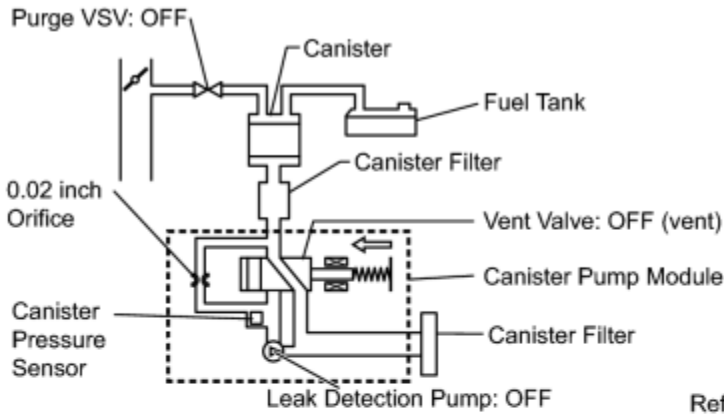 Purge VSV: OFF
Canister
Fuel Tank
Canister Filter
0.02 inch
Orifice
Vent Valve: OFF (vent)
Canister Pump Module
Canister
Pressure
Sensor
Canister Filter
Leak Detection Pump: OFF
Ref